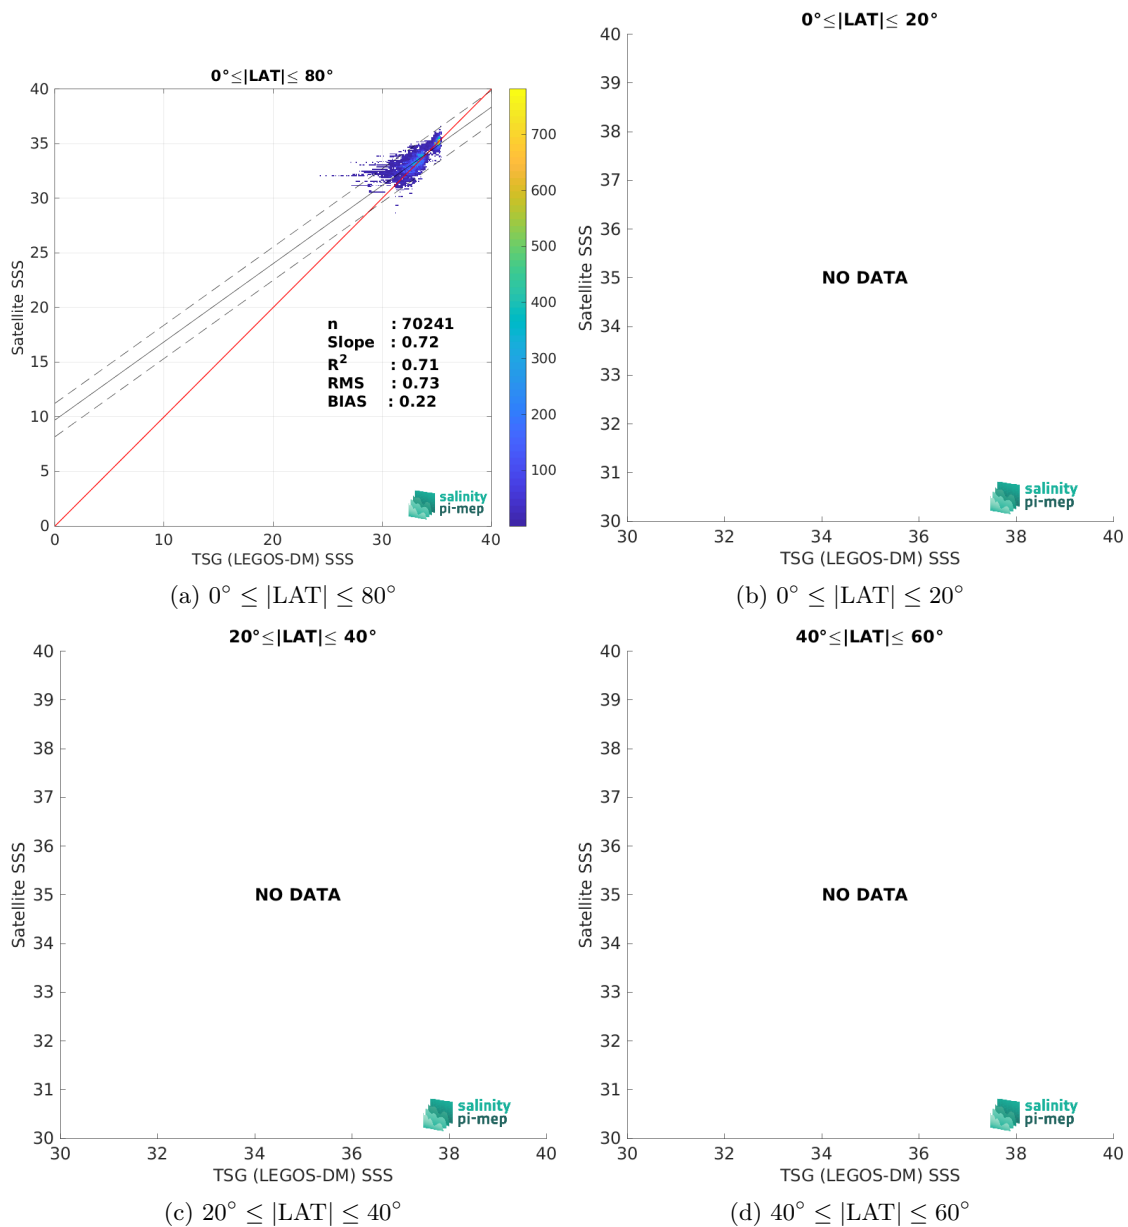 0°≤|LAT|≤ 80°
40
35
30
25
20
15
10
5
0
Satellite SSS
0
10
20
30
40
TSG (LEGOS-DM) SSS
n : 70241
Slope : 0.72
R² : 0.71
RMS : 0.73
BIAS : 0.22
700
600
500
400
300
200
100
salinity
pi-mep
(a) 0° ≤ |LAT| ≤ 80°
0°≤|LAT|≤ 20°
40
39
38
37
36
35
34
33
32
31
30
Satellite SSS
NO DATA
salinity
pi-mep
30
32
34
36
38
40
TSG (LEGOS-DM) SSS
(b) 0° ≤ |LAT| ≤ 20°
20°≤|LAT|≤ 40°
40
39
38
37
36
35
34
33
32
31
30
Satellite SSS
NO DATA
salinity
pi-mep
30
32
34
36
38
40
TSG (LEGOS-DM) SSS
(c) 20° ≤ |LAT| ≤ 40°
40°≤|LAT|≤ 60°
40
39
38
37
36
35
34
33
32
31
30
Satellite SSS
NO DATA
salinity
pi-mep
30
32
34
36
38
40
TSG (LEGOS-DM) SSS
(d) 40° ≤ |LAT| ≤ 60°